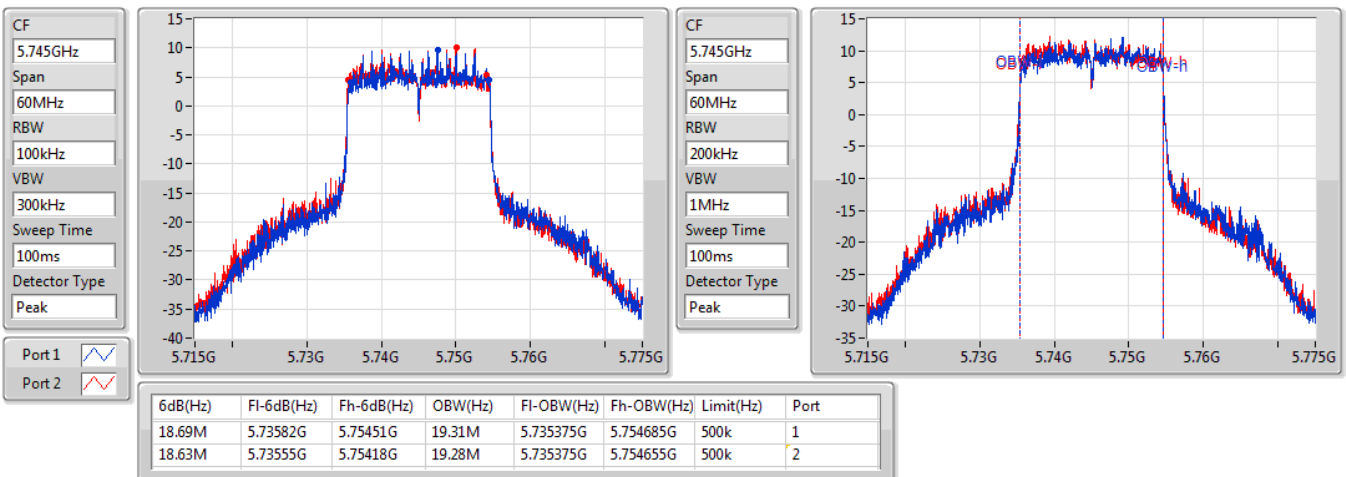 CF
5.745GHz
Span
60MHz
RBW
100kHz
VBW
300kHz
Sweep Time
100ms
Detector Type
Peak
Port 1
Port 2
15
10
5
0
-5
-10
-15
-20
-25
-30
-35
-40
5.715G 5.73G 5.74G 5.75G 5.76G 5.775G
CF
5.745GHz
Span
60MHz
RBW
200kHz
VBW
1MHz
Sweep Time
100ms
Detector Type
Peak
15
10
5
0
-5
-10
-15
-20
-25
-30
-35
OBW-h
5.715G 5.73G 5.74G 5.75G 5.76G 5.775G
6dB(Hz) Fl-6dB(Hz) Fh-6dB(Hz) OBW(Hz) Fl-OBW(Hz) Fh-OBW(Hz) Limit(Hz) Port
18.69M 5.73582G 5.75451G 19.31M 5.735375G 5.754685G 500k 1
18.63M 5.73555G 5.75418G 19.28M 5.735375G 5.754655G 500k 2